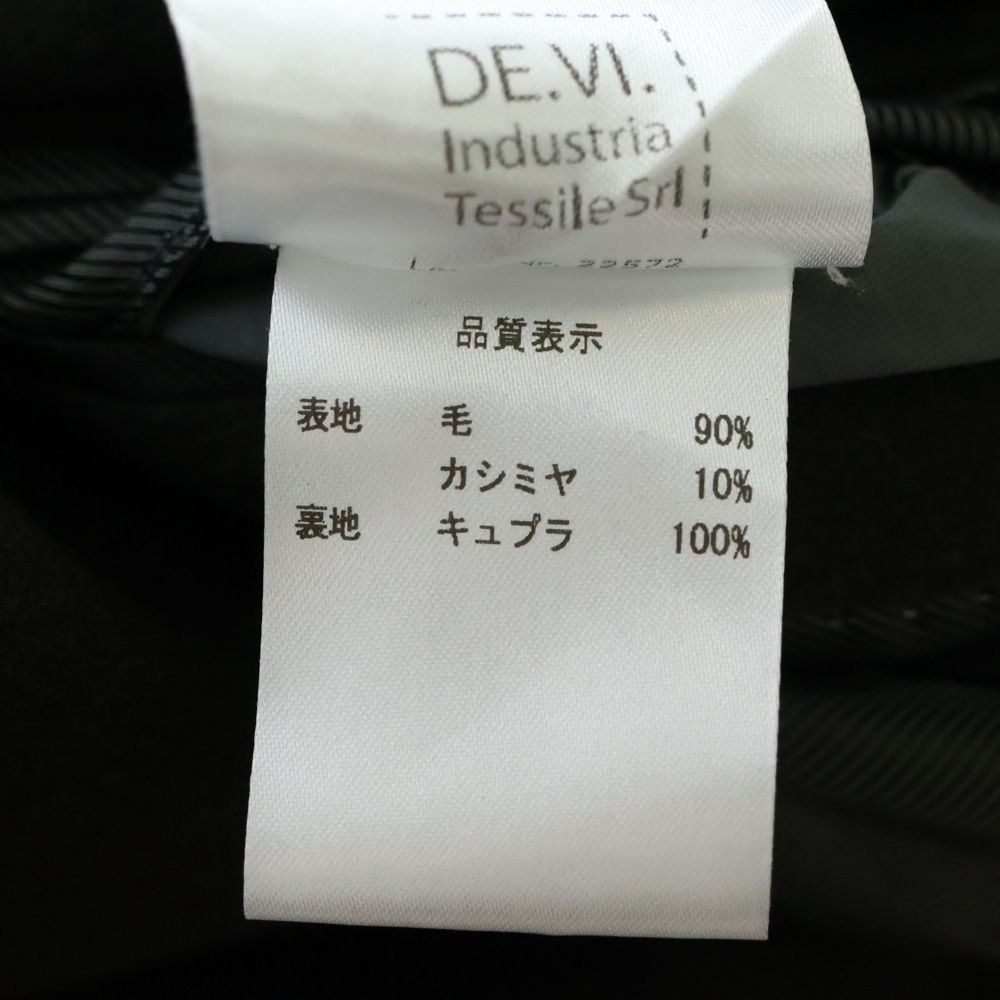 DE.VI.
Industria
Tessile Srl
22572
品質表示
表地 毛 90%
カシミヤ 10%
裏地 キュプラ 100%